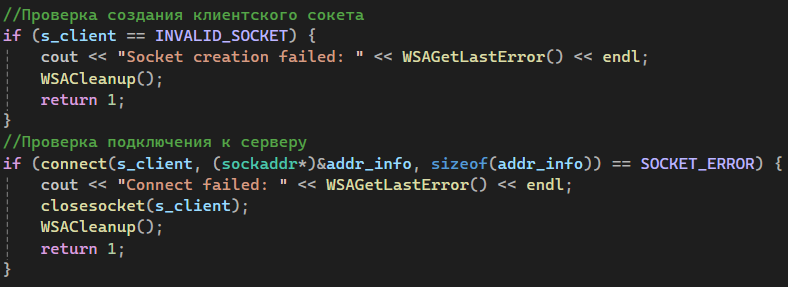 //Проверка создания клиентского сокета
if (s_client == INVALID_SOCKET) {
    cout << "Socket creation failed: " << WSAGetLastError() << endl;
    WSACleanup();
    return 1;
}
//Проверка подключения к серверу
if (connect(s_client, (sockaddr*)&addr_info, sizeof(addr_info)) == SOCKET_ERROR) {
    cout << "Connect failed: " << WSAGetLastError() << endl;
    closesocket(s_client);
    WSACleanup();
    return 1;
}